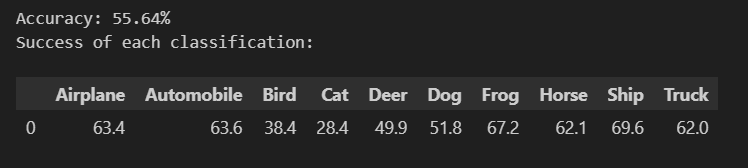 Accuracy: 55.64%
Success of each classification:
Airplane Automobile Bird Cat Deer Dog Frog Horse Ship Truck
0 63.4 63.6 38.4 28.4 49.9 51.8 67.2 62.1 69.6 62.0